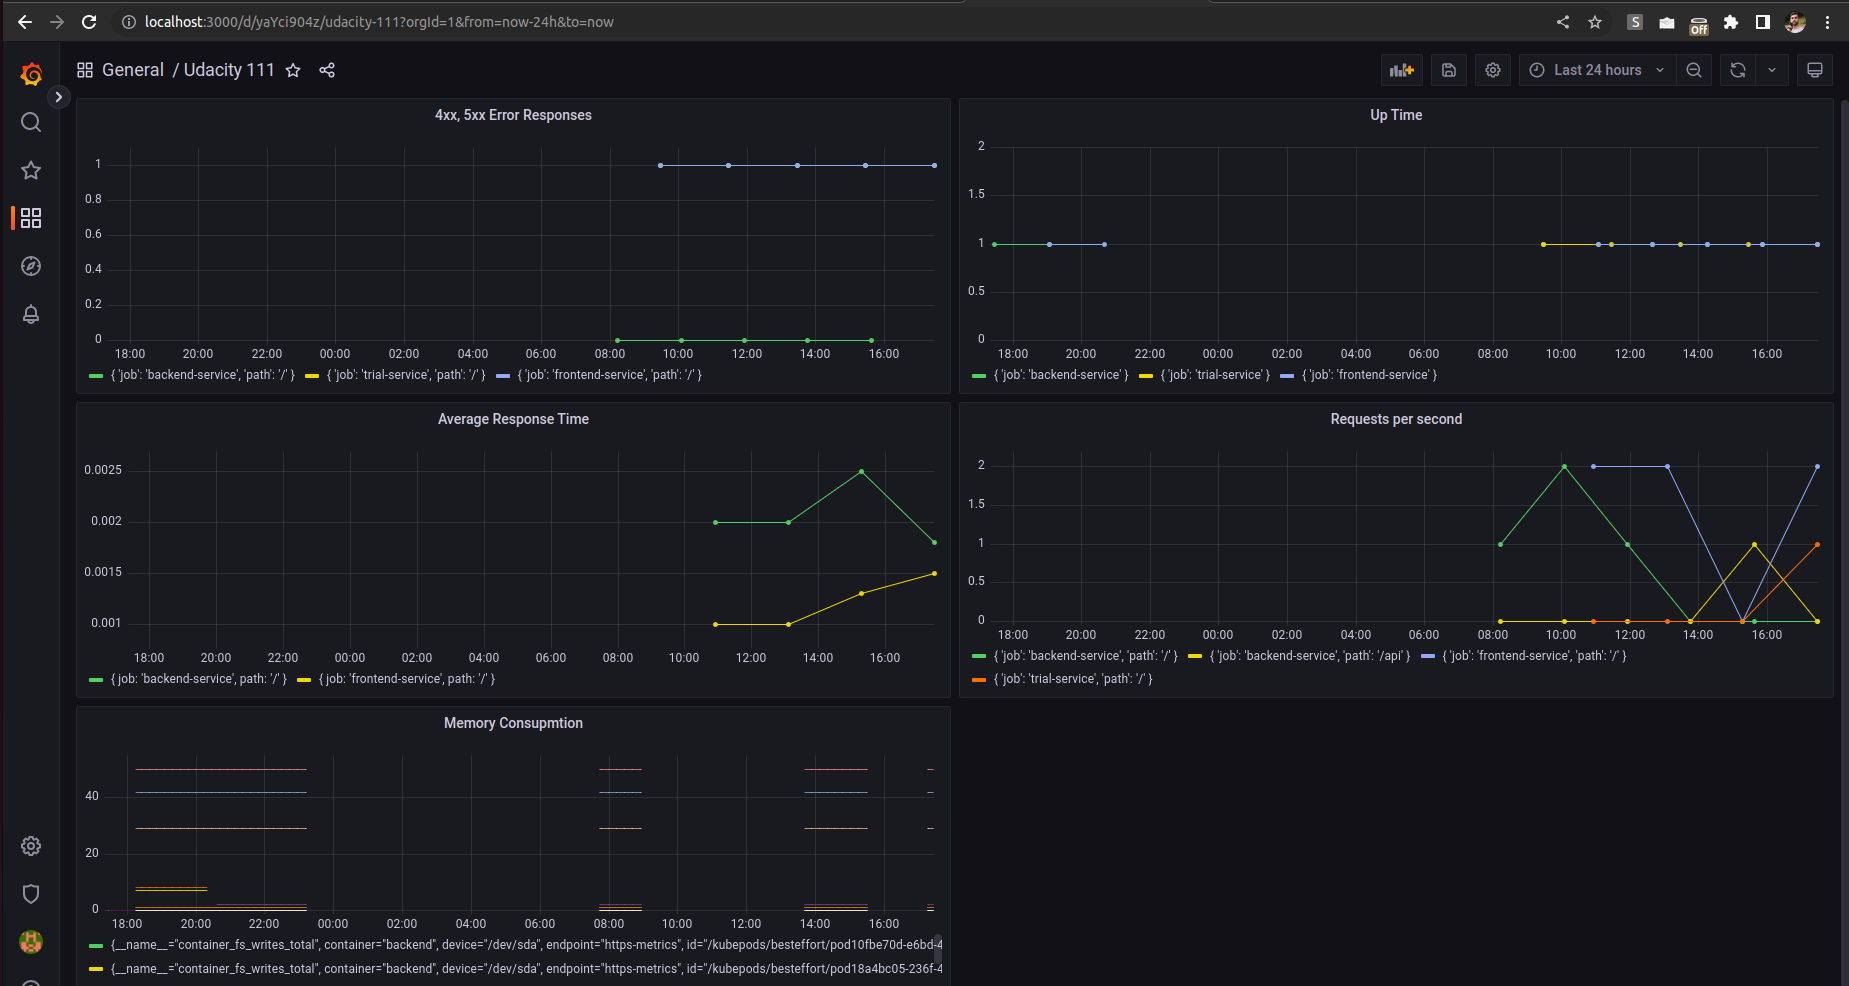 localhost:3000/d/yaYci904z/udacity-111?orgId=1&from=now-24h&to=now
S
Off
General / Udacity 111
Last 24 hours
4xx, 5xx Error Responses
1
0.8
0.6
0.4
0.2
0
18:00 20:00 22:00 00:00 02:00 04:00 06:00 08:00 10:00 12:00 14:00 16:00
{ 'job': 'backend-service', 'path': '/' } { 'job': 'trial-service', 'path': '/' } { 'job': 'frontend-service', 'path': '/' }
Up Time
2
1.5
1
0.5
0
18:00 20:00 22:00 00:00 02:00 04:00 06:00 08:00 10:00 12:00 14:00 16:00
{ 'job': 'backend-service' } { 'job': 'trial-service' } { 'job': 'frontend-service' }
Average Response Time
0.0025
0.002
0.0015
0.001
18:00 20:00 22:00 00:00 02:00 04:00 06:00 08:00 10:00 12:00 14:00 16:00
{ job: 'backend-service', path: '/' } { job: 'frontend-service', path: '/' }
Requests per second
2
1.5
1
0.5
0
18:00 20:00 22:00 00:00 02:00 04:00 06:00 08:00 10:00 12:00 14:00 16:00
{ 'job': 'backend-service', 'path': '/' } { 'job': 'backend-service', 'path': '/api' } { 'job': 'frontend-service', 'path': '/' }
{ 'job': 'trial-service', 'path': '/' }
Memory Consupmtion
40
20
0
18:00 20:00 22:00 00:00 02:00 04:00 06:00 08:00 10:00 12:00 14:00 16:00
{__name__="container_fs_writes_total", container="backend", device="/dev/sda", endpoint="https-metrics", id="/kubepods/besteffort/pod10fbe70d-e6bd-4
{__name__="container_fs_writes_total", container="backend", device="/dev/sda", endpoint="https-metrics", id="/kubepods/besteffort/pod18a4bc05-236f-4